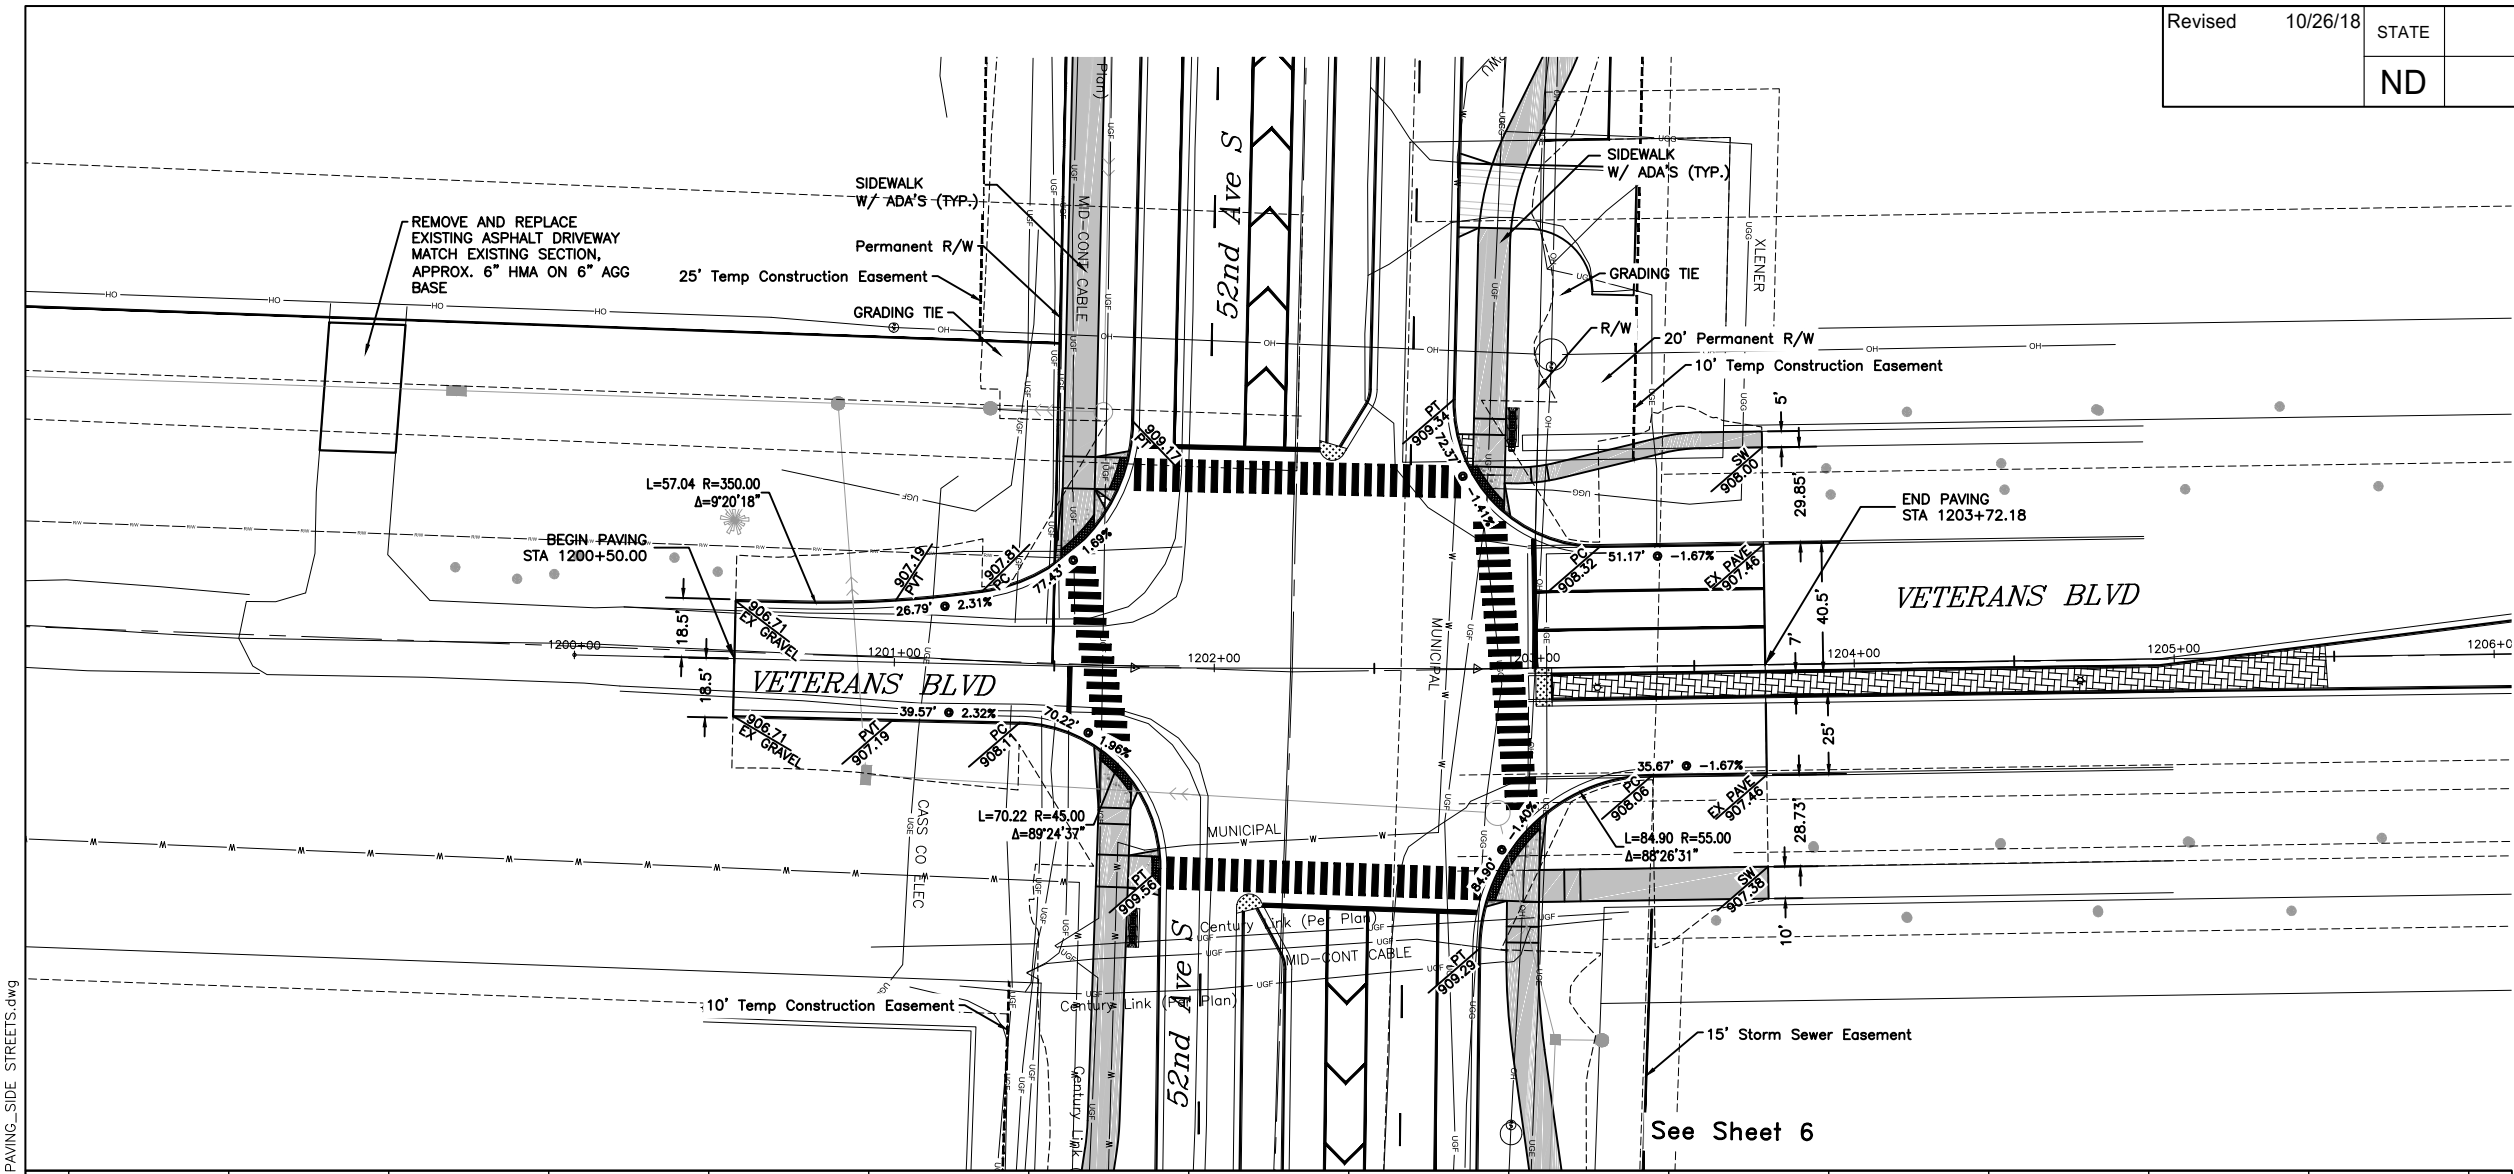 Revised 10/26/18
STATE
ND
SIDEWALK
W/ ADA'S (TYP.)
Permanent R/W
25' Temp Construction Easement
GRADING TIE
REMOVE AND REPLACE
EXISTING ASPHALT DRIVEWAY
MATCH EXISTING SECTION,
APPROX. 6" HMA ON 6" AGG
BASE
Plan)
MID-CONT CABLE
52nd Ave S
SIDEWALK
W/ ADA'S (TYP.)
GRADING TIE
XLENER
R/W
20' Permanent R/W
10' Temp Construction Easement
5'
29.85'
SW
908.00
END PAVING
STA 1203+72.18
L=57.04 R=350.00
Δ=9°20'18"
BEGIN PAVING
STA 1200+50.00
909.17
PT
PT
909.34
72.37' @ -1.41%
77.43' @ 1.69%
907.19
PVT
907.81
PC
26.79' @ 2.31%
906.71
EX GRAVEL
18.5'
18.5'
PC
908.32
51.17' @ -1.67%
EX PAVE
907.46
40.5'
7'
25'
VETERANS BLVD
1200+00
1201+00
1202+00
1203+00
1204+00
1205+00
1206+0
VETERANS BLVD
MUNICIPAL
39.57' @ 2.32%
906.71
EX GRAVEL
PVT
907.19
PC
908.11
70.22' @ 1.96%
35.67' @ -1.67%
PC
908.06
EX PAVE
907.46
28.73'
L=70.22 R=45.00
Δ=89°24'37"
MUNICIPAL
L=84.90 R=55.00
Δ=88°26'31"
84.90' @ -1.40%
CASS CO ELEC
PT
909.56
SW
907.38
10'
Century Link (Per Plan)
MID-CONT CABLE
PT
909.29
Century Link (Per Plan)
10' Temp Construction Easement
52nd Ave S
Century Link (
15' Storm Sewer Easement
See Sheet 6
PAVING_SIDE STREETS.dwg